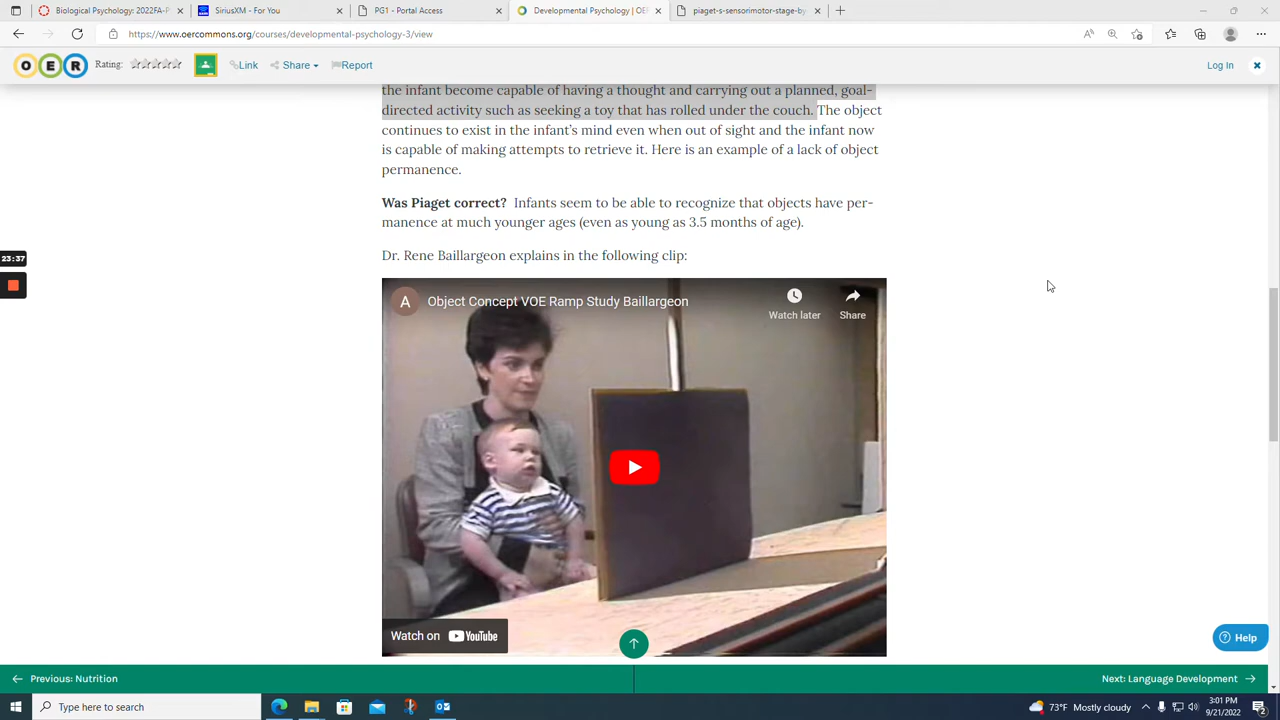 Biological Psychology: 2022FA-P
SiriusXM - For You
PG1 - Portal Access
Developmental Psychology | OER
piaget-s-sensorimotor-stage-by-
https://www.oercommons.org/courses/developmental-psychology-3/view
OER
Rating:
Link
Share
Report
Log In
the infant become capable of having a thought and carrying out a planned, goal-
directed activity such as seeking a toy that has rolled under the couch. The object
continues to exist in the infant's mind even when out of sight and the infant now
is capable of making attempts to retrieve it. Here is an example of a lack of object
permanence.
Was Piaget correct? Infants seem to be able to recognize that objects have per-
manence at much younger ages (even as young as 3.5 months of age).
23:37
Dr. Rene Baillargeon explains in the following clip:
A
Object Concept VOE Ramp Study Baillargeon
Watch later
Share
Watch on YouTube
Help
Previous: Nutrition
Next: Language Development
Type here to search
73°F Mostly cloudy
3:01 PM
9/21/2022
2